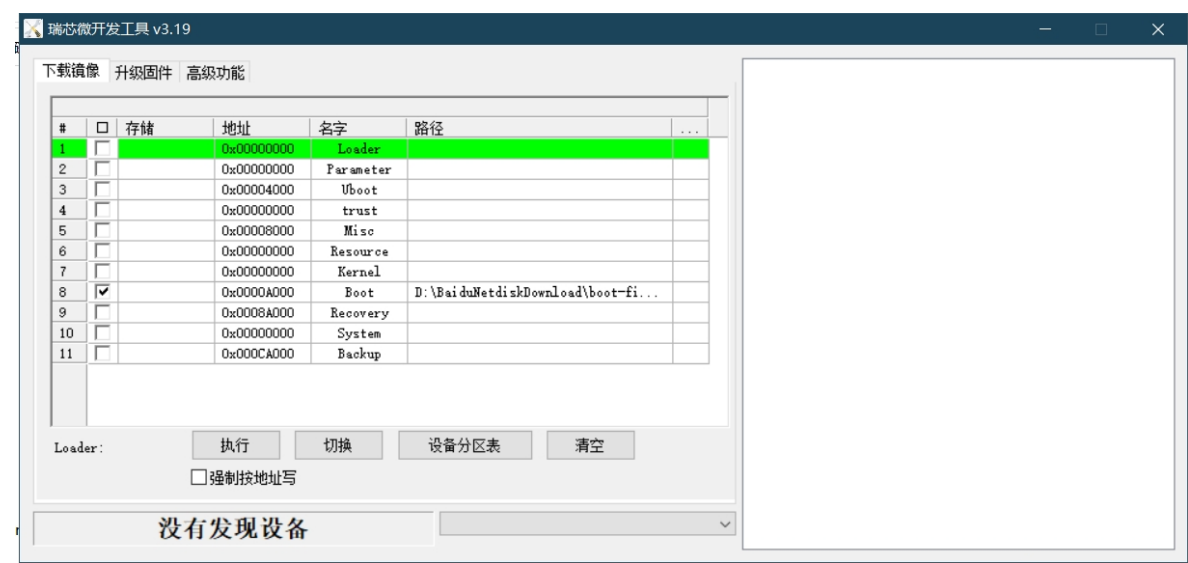 瑞芯微开发工具 v3.19
下载镜像 升级固件 高级功能
# 存储 地址 名字 路径 ...
1 0x00000000 Loader
2 0x00000000 Parameter
3 0x00004000 Uboot
4 0x00000000 trust
5 0x00008000 Misc
6 0x00000000 Resource
7 0x00000000 Kernel
8 0x0000A000 Boot D:\BaiduNetdiskDownload\boot-fi...
9 0x0008A000 Recovery
10 0x00000000 System
11 0x000CA000 Backup
Loader: 执行 切换 设备分区表 清空
强制按地址写
没有发现设备